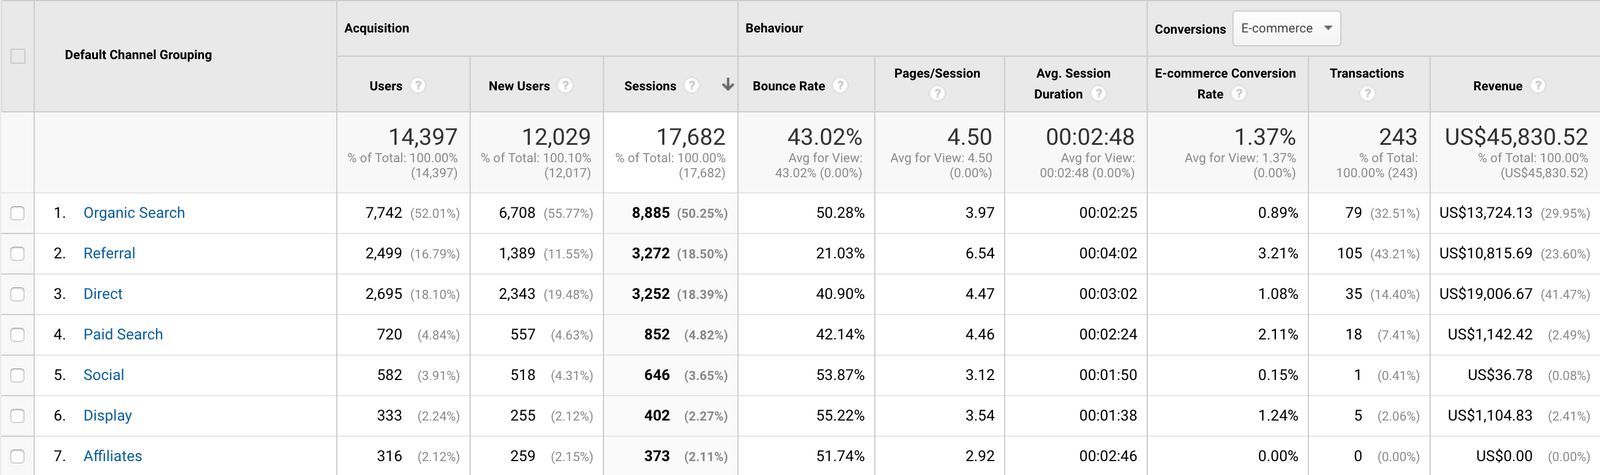 Acquisition Behaviour Conversions E-commerce
Default Channel Grouping
Users ? New Users ? Sessions ? Bounce Rate ? Pages/Session ? Avg. Session Duration ? E-commerce Conversion Rate ? Transactions ? Revenue ?
14,397 12,029 17,682 43.02% 4.50 00:02:48 1.37% 243 US$45,830.52
% of Total: 100.00% % of Total: 100.10% % of Total: 100.00% Avg for View: Avg for View: 4.50 Avg for View: Avg for View: 1.37% % of Total: % of Total: 100.00%
(14,397) (12,017) (17,682) 43.02% (0.00%) (0.00%) 00:02:48 (0.00%) (0.00%) 100.00% (243) (US$45,830.52)
1. Organic Search 7,742 (52.01%) 6,708 (55.77%) 8,885 (50.25%) 50.28% 3.97 00:02:25 0.89% 79 (32.51%) US$13,724.13 (29.95%)
2. Referral 2,499 (16.79%) 1,389 (11.55%) 3,272 (18.50%) 21.03% 6.54 00:04:02 3.21% 105 (43.21%) US$10,815.69 (23.60%)
3. Direct 2,695 (18.10%) 2,343 (19.48%) 3,252 (18.39%) 40.90% 4.47 00:03:02 1.08% 35 (14.40%) US$19,006.67 (41.47%)
4. Paid Search 720 (4.84%) 557 (4.63%) 852 (4.82%) 42.14% 4.46 00:02:24 2.11% 18 (7.41%) US$1,142.42 (2.49%)
5. Social 582 (3.91%) 518 (4.31%) 646 (3.65%) 53.87% 3.12 00:01:50 0.15% 1 (0.41%) US$36.78 (0.08%)
6. Display 333 (2.24%) 255 (2.12%) 402 (2.27%) 55.22% 3.54 00:01:38 1.24% 5 (2.06%) US$1,104.83 (2.41%)
7. Affiliates 316 (2.12%) 259 (2.15%) 373 (2.11%) 51.74% 2.92 00:02:46 0.00% 0 (0.00%) US$0.00 (0.00%)